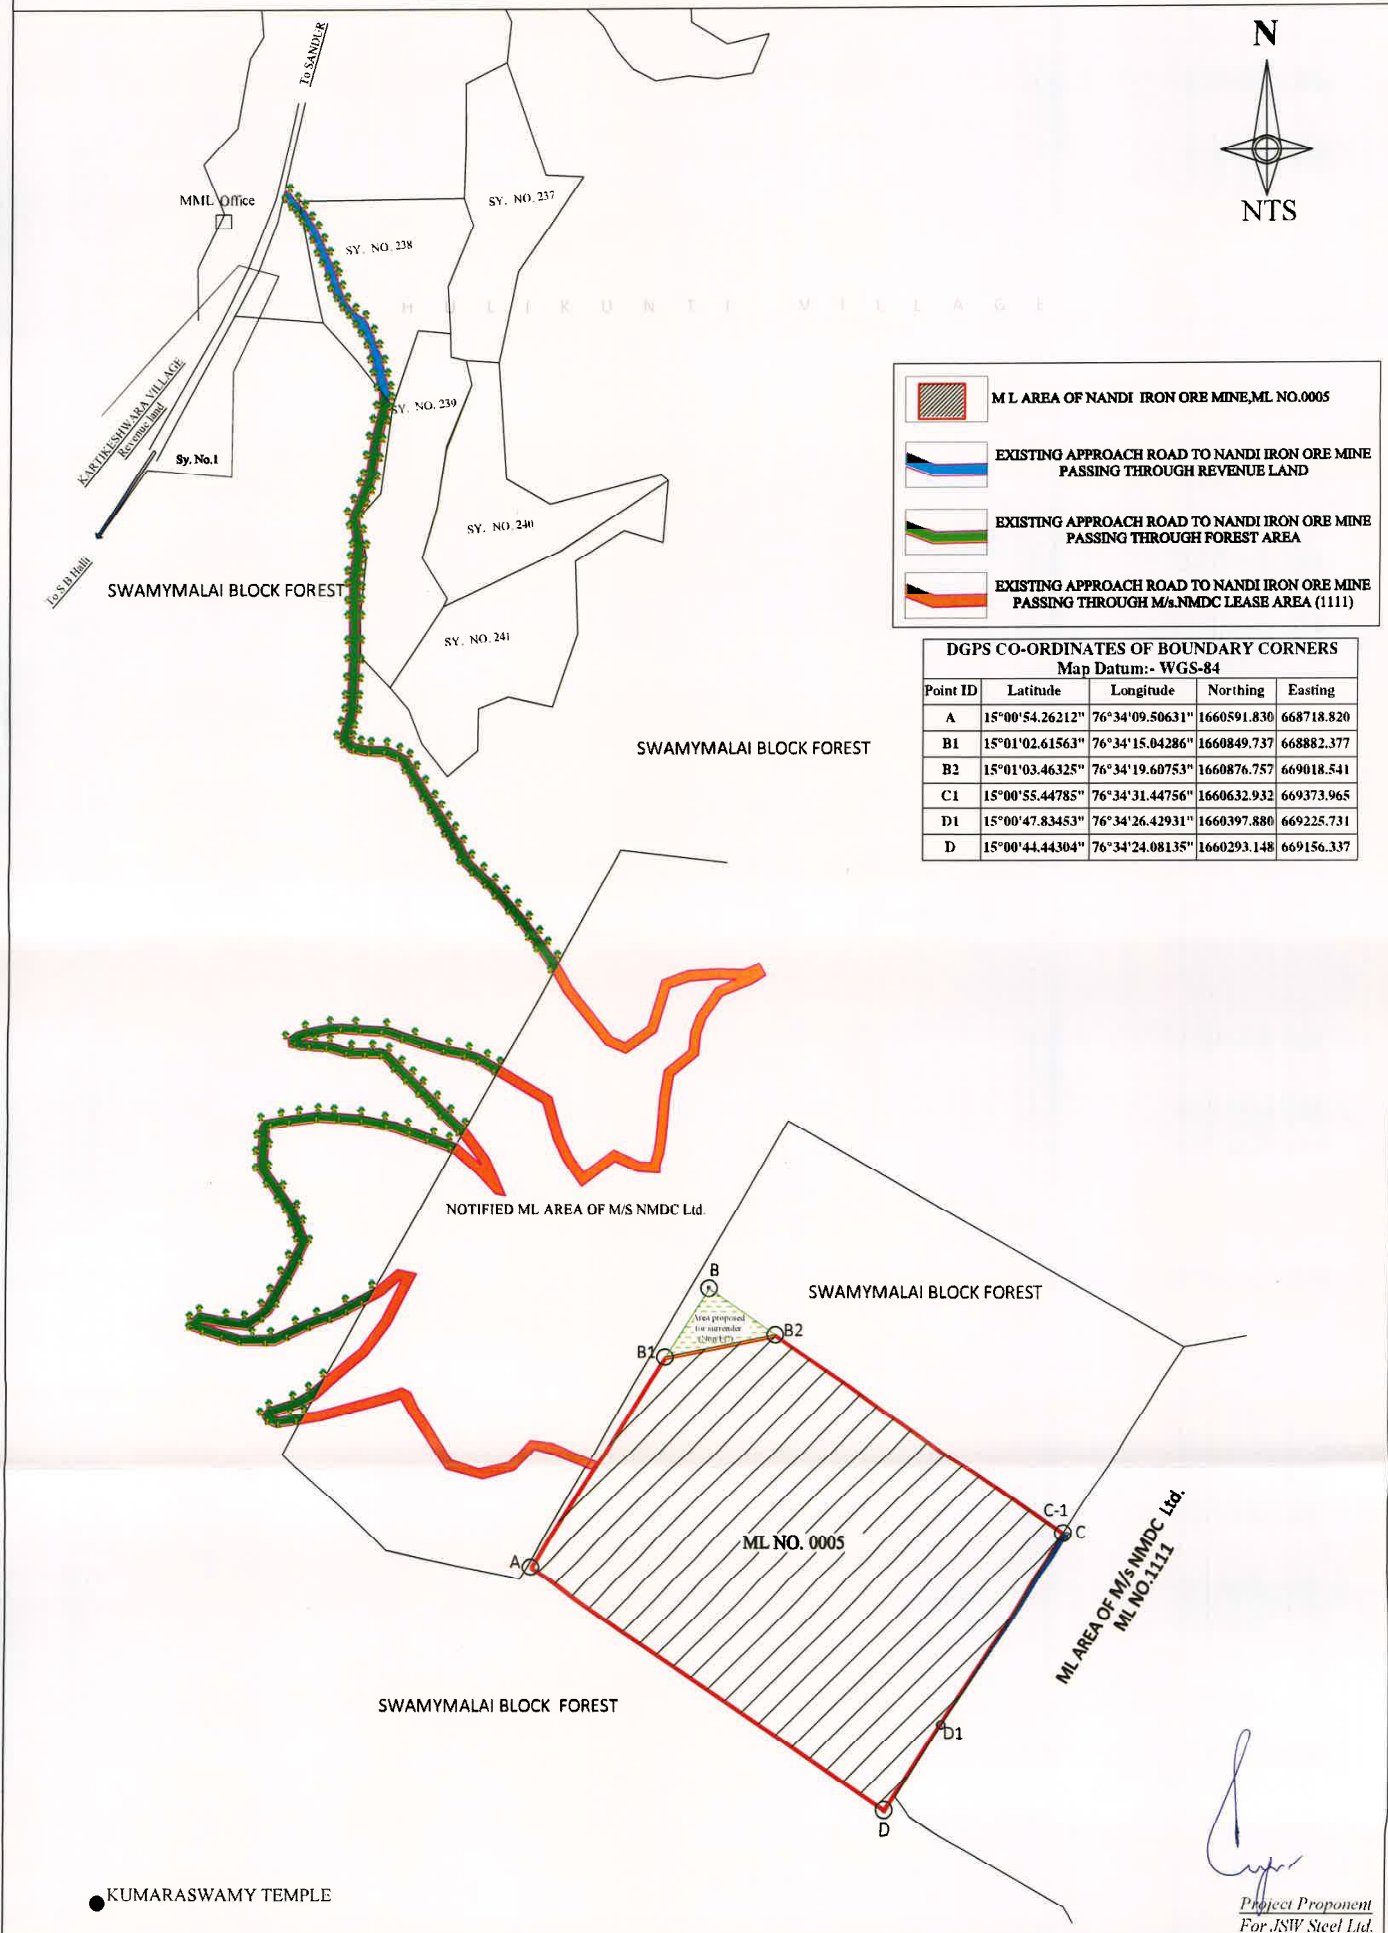 N
NTS
To SANDUR
MML Office
SY. NO. 237
SY. NO. 238
HULIKUNTI VILLAGE
KARTIKESHWARA VILLAGE
Revenue land
Sy. No.1
SY. NO. 239
SY. NO. 240
To S B Halli
SWAMYMALAI BLOCK FOREST
SY. NO. 241
M L AREA OF NANDI IRON ORE MINE,ML NO.0005
EXISTING APPROACH ROAD TO NANDI IRON ORE MINE
PASSING THROUGH REVENUE LAND
EXISTING APPROACH ROAD TO NANDI IRON ORE MINE
PASSING THROUGH FOREST AREA
EXISTING APPROACH ROAD TO NANDI IRON ORE MINE
PASSING THROUGH M/s.NMDC LEASE AREA (1111)
DGPS CO-ORDINATES OF BOUNDARY CORNERS
Map Datum:- WGS-84
Point ID Latitude Longitude Northing Easting
A 15°00'54.26212" 76°34'09.50631" 1660591.830 668718.820
B1 15°01'02.61563" 76°34'15.04286" 1660849.737 668882.377
B2 15°01'03.46325" 76°34'19.60753" 1660876.757 669018.541
C1 15°00'55.44785" 76°34'31.44756" 1660632.932 669373.965
D1 15°00'47.83453" 76°34'26.42931" 1660397.880 669225.731
D 15°00'44.44304" 76°34'24.08135" 1660293.148 669156.337
SWAMYMALAI BLOCK FOREST
NOTIFIED ML AREA OF M/S NMDC Ltd.
B
SWAMYMALAI BLOCK FOREST
Area proposed
for surrender
B2
B1
C-1
C
ML NO. 0005
A
ML AREA OF M/s NMDC Ltd.
ML NO.1111
SWAMYMALAI BLOCK FOREST
D1
D
KUMARASWAMY TEMPLE
Project Proponent
For JSW Steel Ltd.